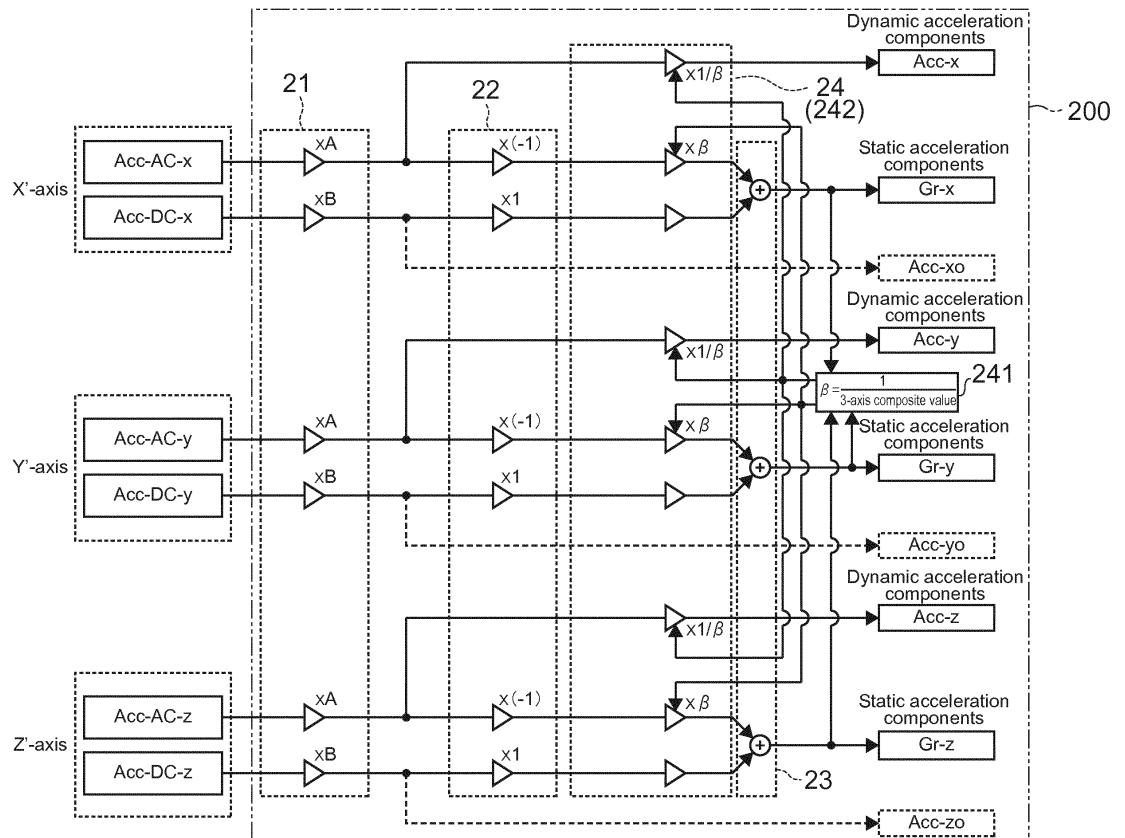 Dynamic acceleration
components
Acc-x
x1/β
21
22
24
(242)
200
X'-axis
Acc-AC-x
xA
x(-1)
xβ
Static acceleration
components
Gr-x
+
Acc-DC-x
xB
x1
Acc-xo
Dynamic acceleration
components
Acc-y
x1/β
β= 1
3-axis composite value
241
Y'-axis
Acc-AC-y
xA
x(-1)
xβ
Static acceleration
components
Gr-y
+
Acc-DC-y
xB
x1
Acc-yo
Dynamic acceleration
components
Acc-z
x1/β
Z'-axis
Acc-AC-z
xA
x(-1)
xβ
Static acceleration
components
Gr-z
+
Acc-DC-z
xB
x1
23
Acc-zo